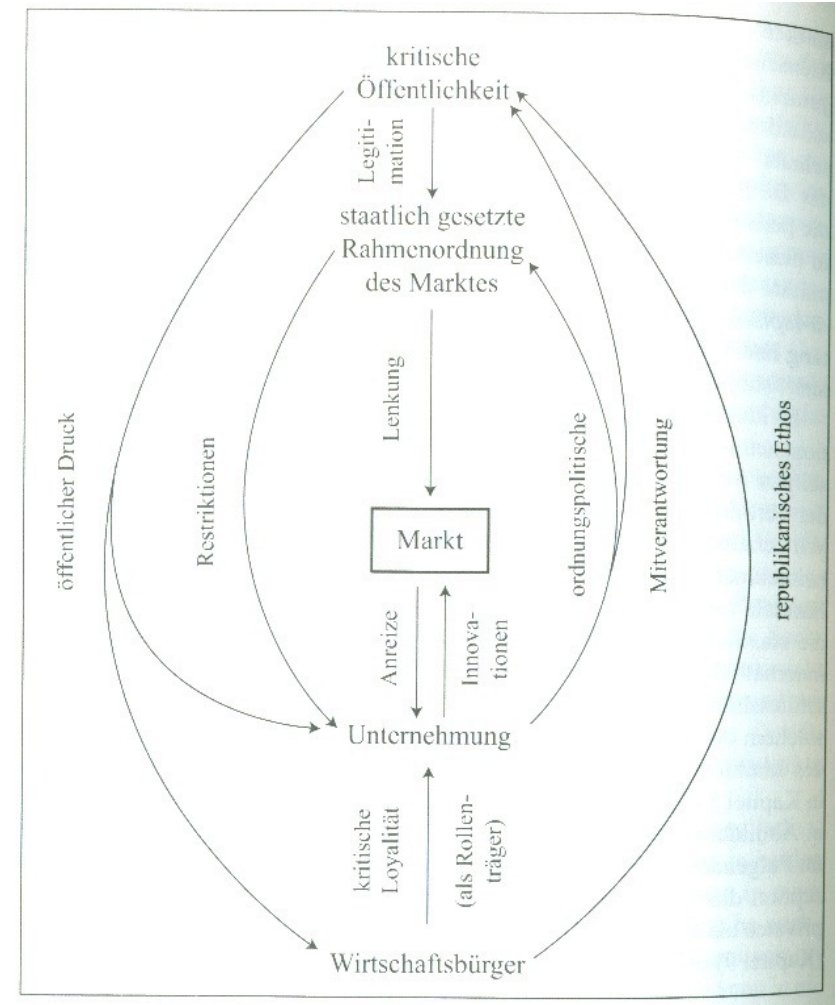 kritische
Öffentlichkeit
Legiti-
mation
staatlich gesetzte
Rahmenordnung
des Marktes
öffentlicher Druck
Restriktionen
Lenkung
ordnungspolitische
Mitverantwortung
republikanisches Ethos
Markt
Anreize
Innova-
tionen
Unternehmung
kritische
Loyalität
(als Rollen-
träger)
Wirtschaftsbürger